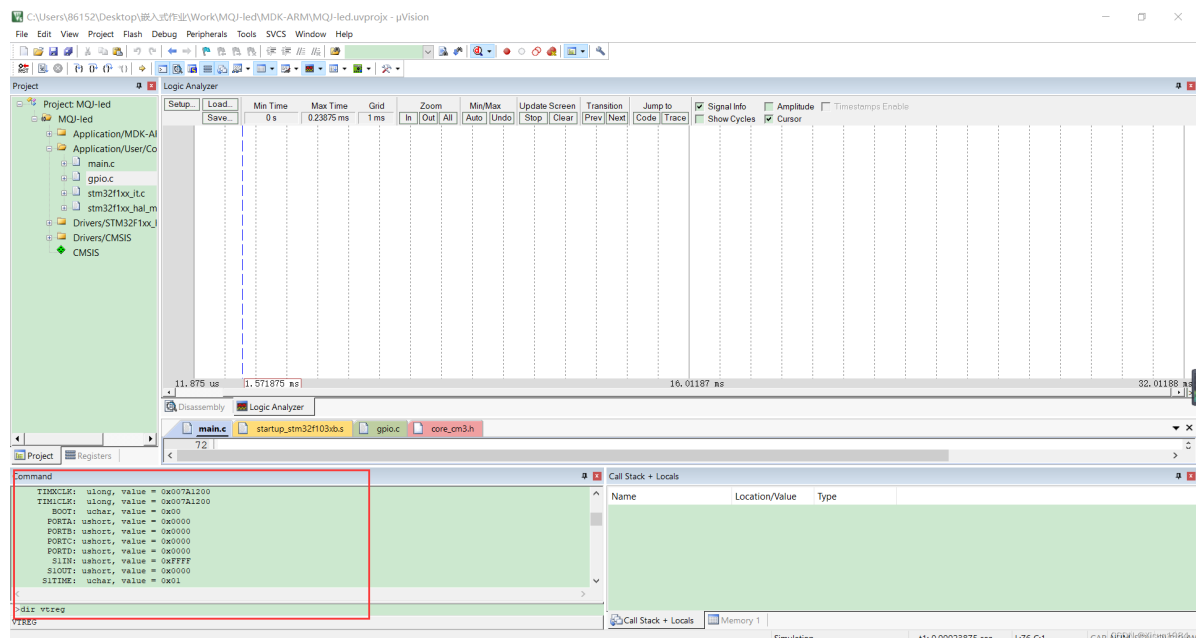 C:\Users\86152\Desktop\嵌入式作业\Work\MQJ-led\MDK-ARM\MQJ-led.uvprojx - µVision
File Edit View Project Flash Debug Peripherals Tools SVCS Window Help
Project
Logic Analyzer
Project: MQJ-led
MQJ-led
Application/MDK-AI
Application/User/Co
main.c
gpio.c
stm32f1xx_it.c
stm32f1xx_hal_m
Drivers/STM32F1xx_I
Drivers/CMSIS
CMSIS
Setup... Load... Min Time Max Time Grid Zoom Min/Max Update Screen Transition Jump to Signal Info Amplitude Timestamps Enable
Save... 0 s 0.23875 ms 1 ms In Out All Auto Undo Stop Clear Prev Next Code Trace Show Cycles Cursor
11.875 us 1.571875 ms 16.01187 ms 32.01188 ms
Disassembly Logic Analyzer
main.c startup_stm32f103xb.s gpio.c core_cm3.h
72
Project Registers
Command
TIMXCLK: ulong, value = 0x007A1200
TIM1CLK: ulong, value = 0x007A1200
BOOT: uchar, value = 0x00
PORTA: ushort, value = 0x0000
PORTB: ushort, value = 0x0000
PORTC: ushort, value = 0x0000
PORTD: ushort, value = 0x0000
S1IN: ushort, value = 0xFFFF
S1OUT: ushort, value = 0x0000
S1TIME: uchar, value = 0x01
>dir vtreg
VTREG
Call Stack + Locals
Name Location/Value Type
Call Stack + Locals Memory 1
Simulation t1: 0.00023875 sec L:76 C:1